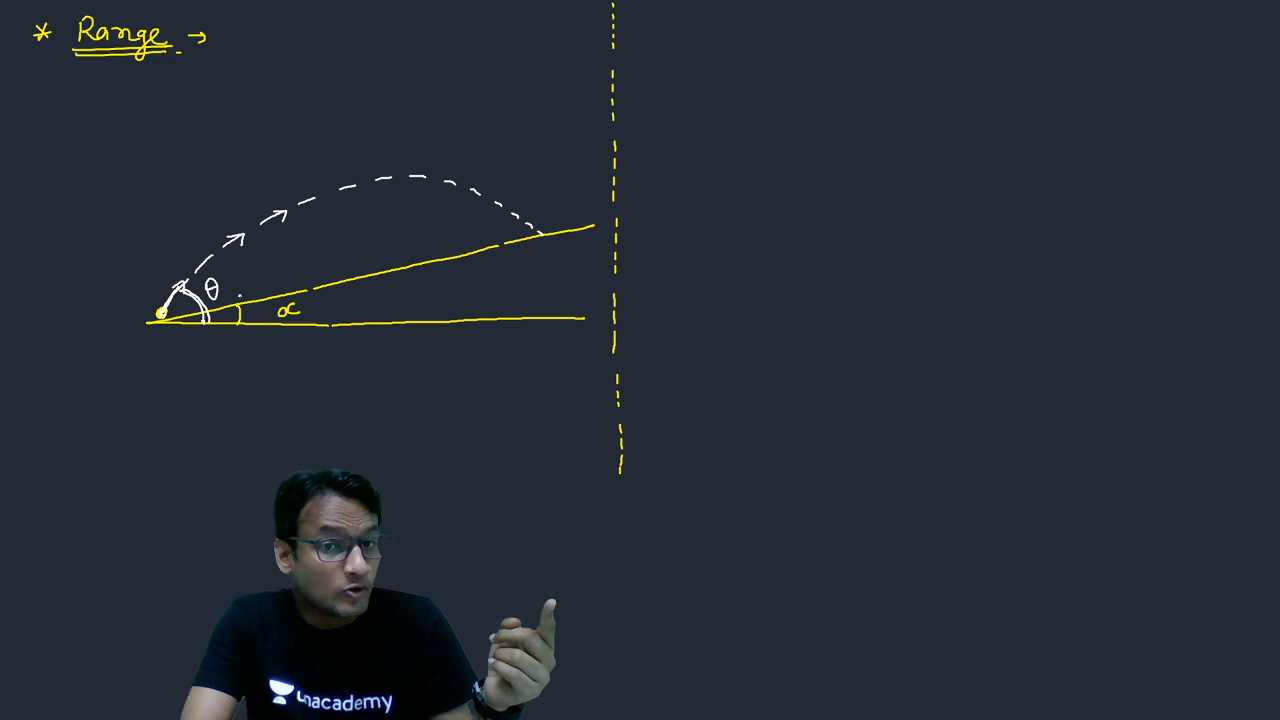 * Range →
θ
α
unacademy